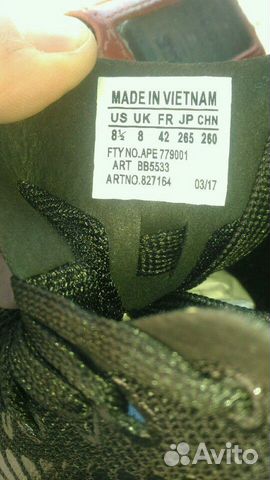 MADE IN VIETNAM
US UK FR JP CHN
8½ 8 42 265 260
FTY NO. APE 779001
ART BB5533
ARTNO. 827164 03/17
Avito